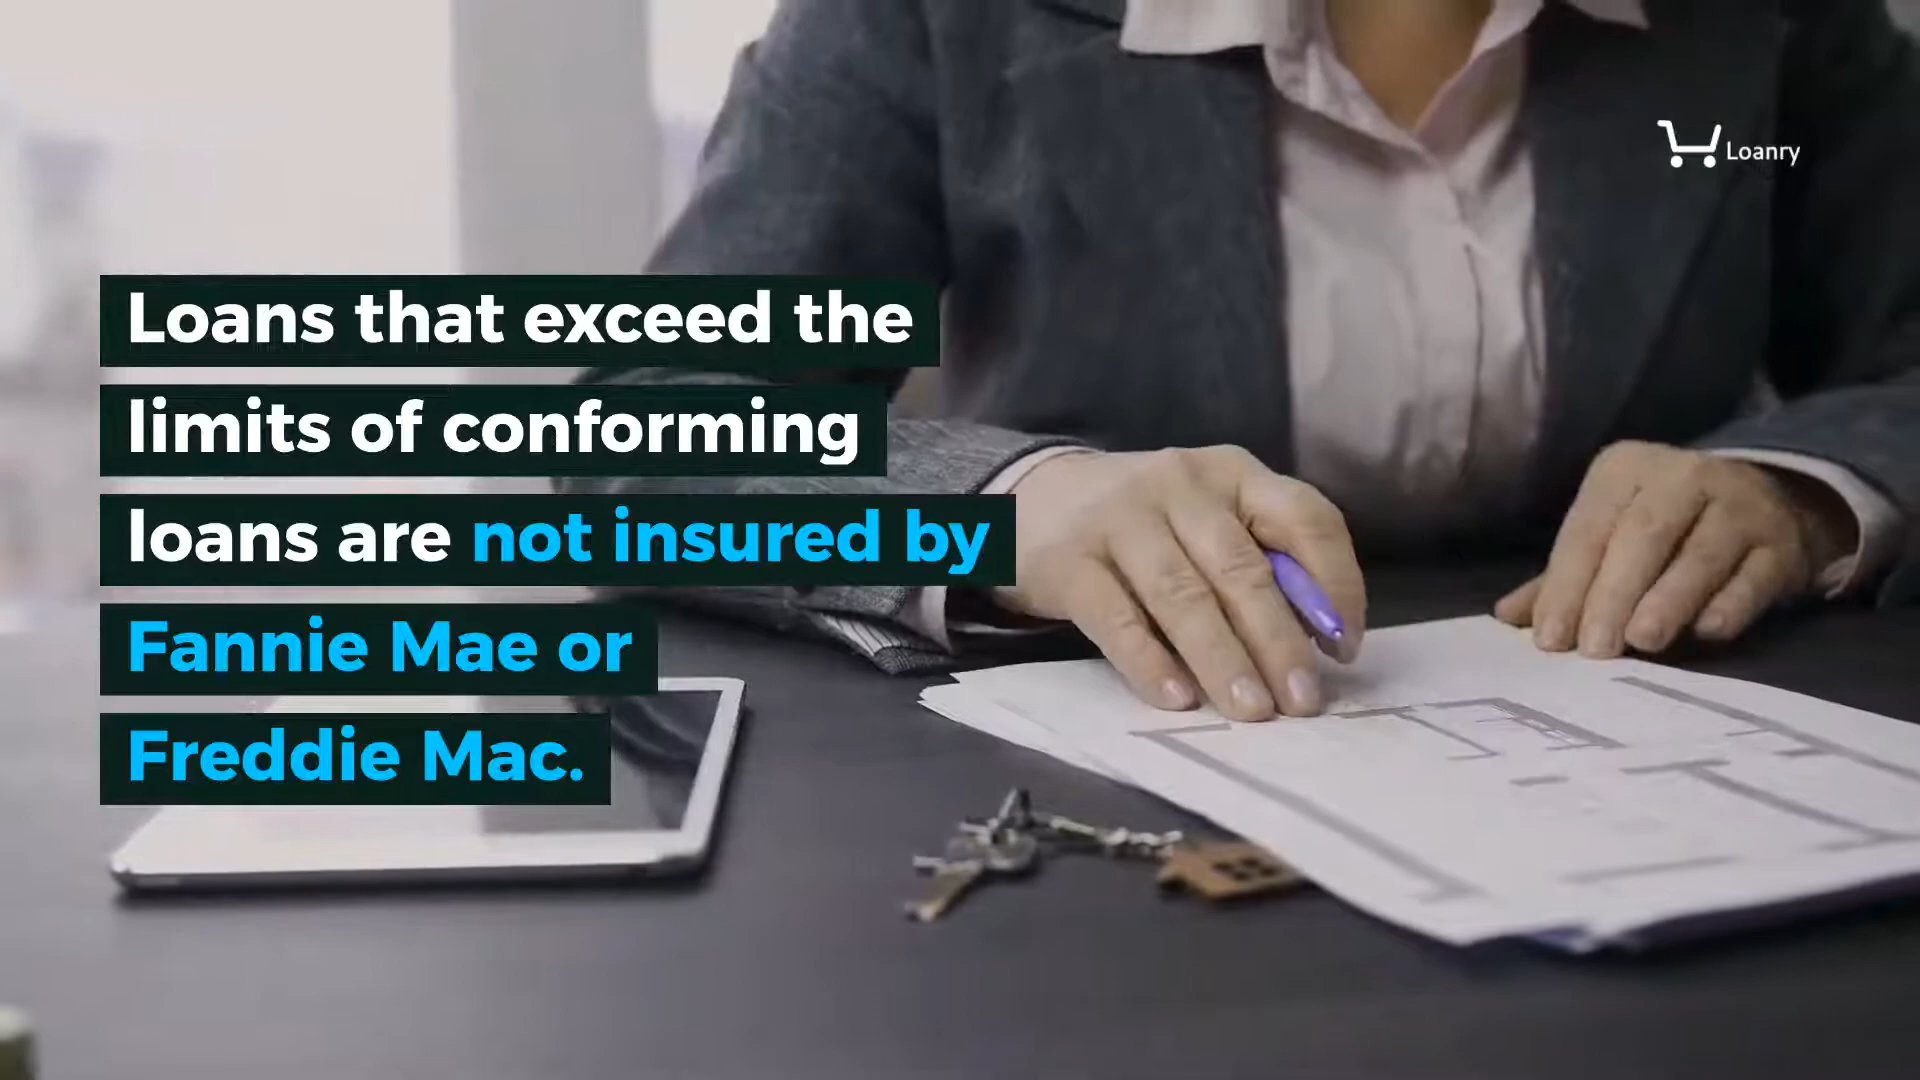 Loanry
Loans that exceed the
limits of conforming
loans are not insured by
Fannie Mae or
Freddie Mac.